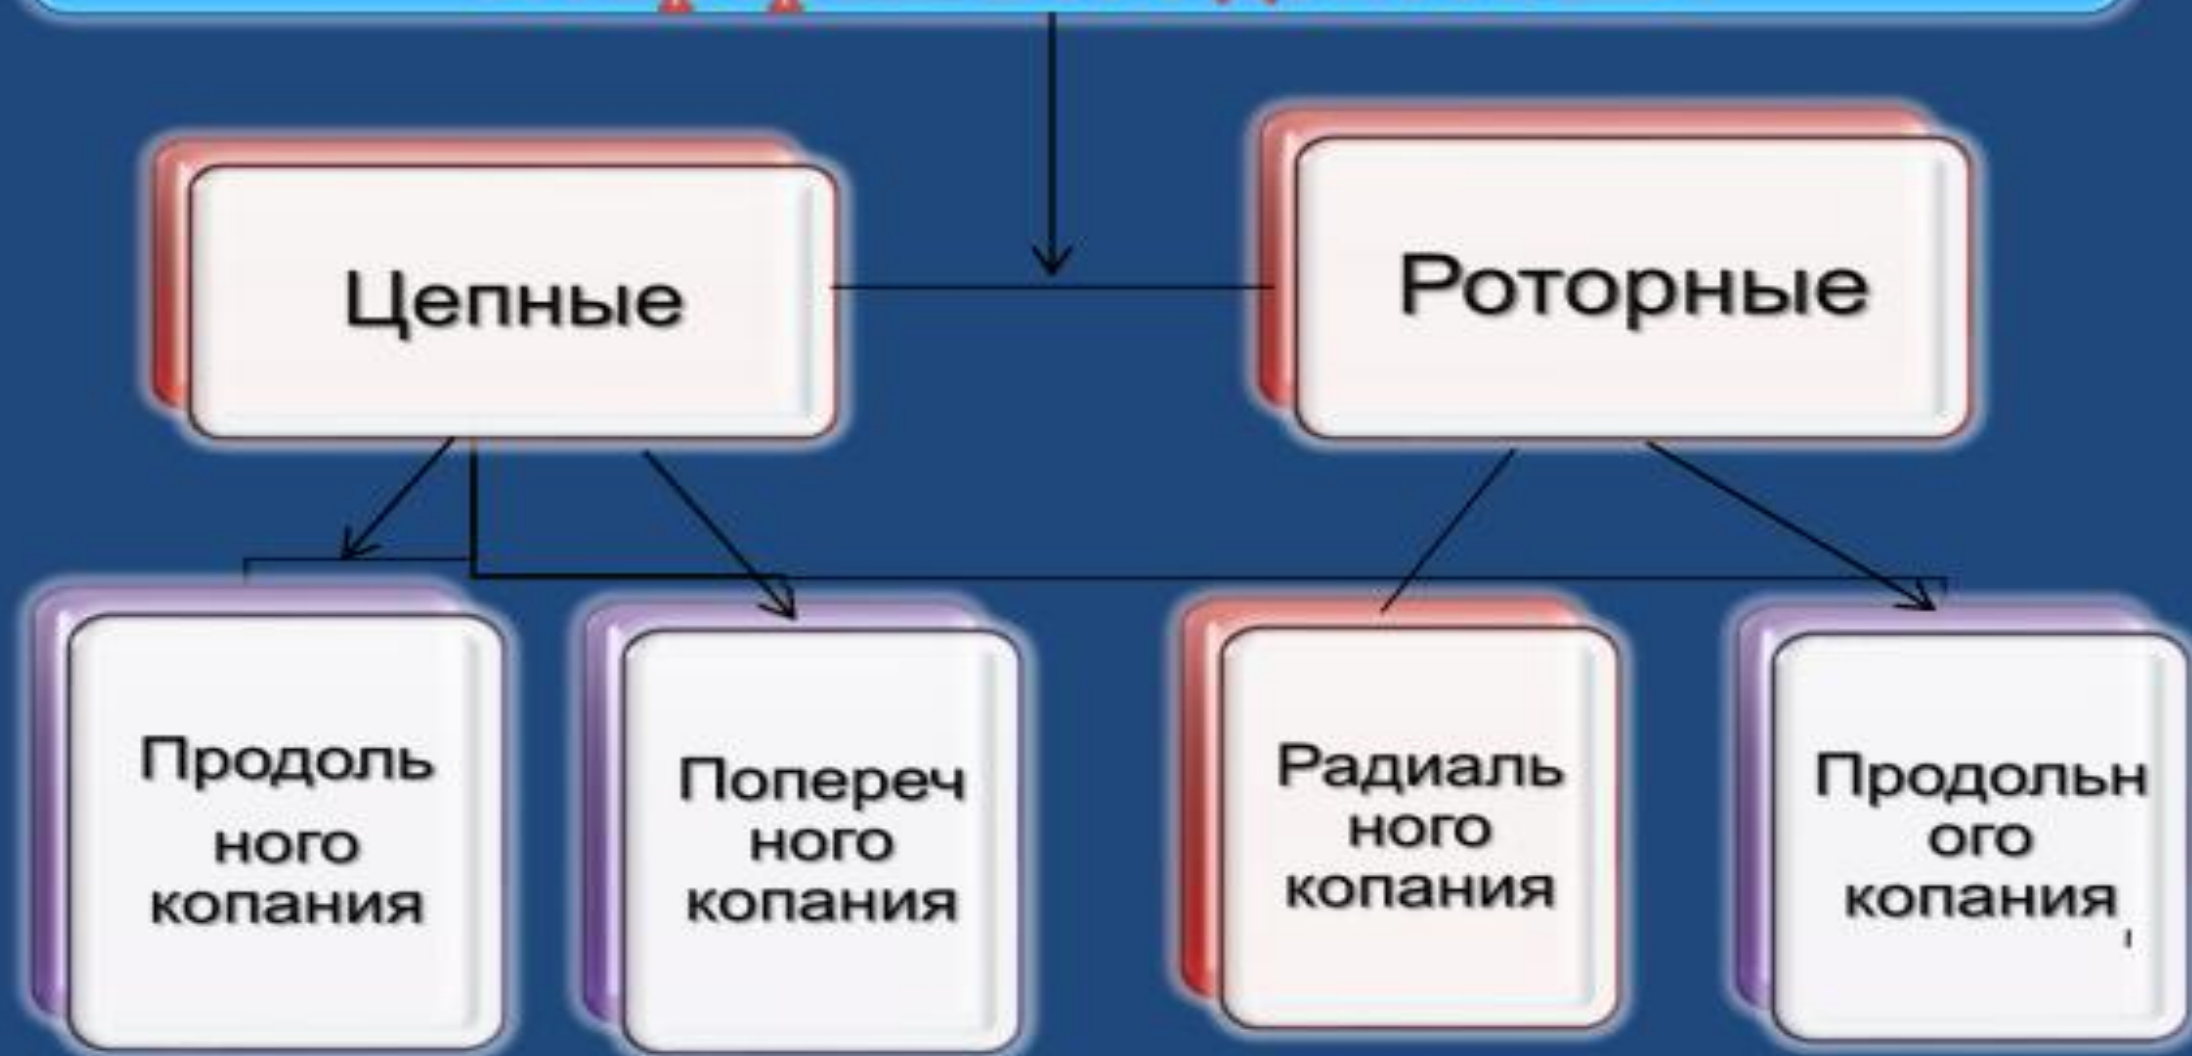 Цепные
Роторные
Продоль
ного
копания
Попереч
ного
копания
Радиаль
ного
копания
Продольн
ого
копания